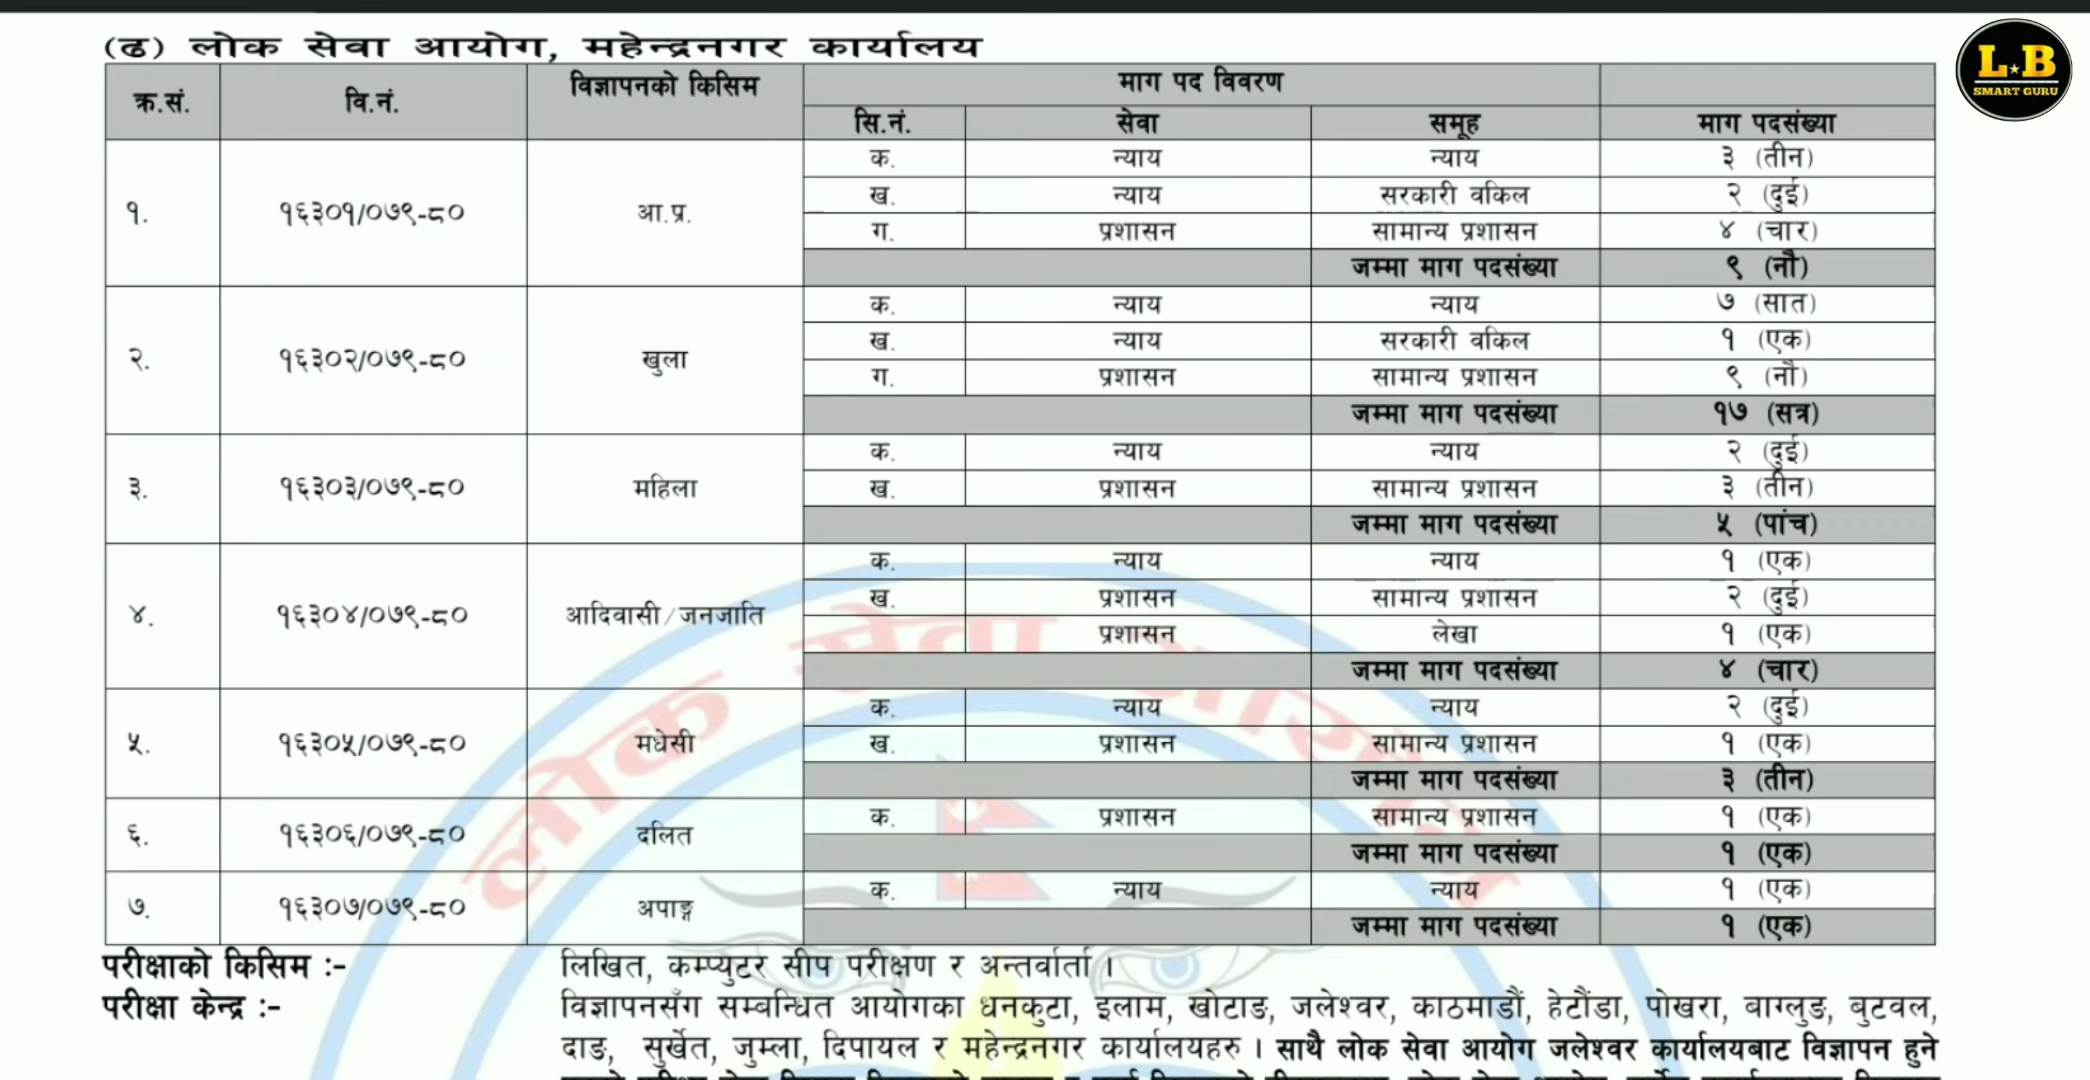 (ढ) लोक सेवा आयोग, महेन्द्रनगर कार्यालय
L★B
SMART GURU
क्र.सं. वि.नं. विज्ञापनको किसिम माग पद विवरण
सि.नं. सेवा समूह माग पदसंख्या
क. न्याय न्याय ३ (तीन)
ख. न्याय सरकारी वकिल २ (दुई)
१. १६३०१/०७९-८० आ.प्र.
ग. प्रशासन सामान्य प्रशासन ४ (चार)
जम्मा माग पदसंख्या ९ (नौ)
क. न्याय न्याय ७ (सात)
ख. न्याय सरकारी वकिल १ (एक)
२. १६३०२/०७९-८० खुला
ग. प्रशासन सामान्य प्रशासन ९ (नौ)
जम्मा माग पदसंख्या १७ (सत्र)
क. न्याय न्याय २ (दुई)
३. १६३०३/०७९-८० महिला ख. प्रशासन सामान्य प्रशासन ३ (तीन)
जम्मा माग पदसंख्या ५ (पांच)
क. न्याय न्याय १ (एक)
ख. प्रशासन सामान्य प्रशासन २ (दुई)
४. १६३०४/०७९-८० आदिवासी/जनजाति
प्रशासन लेखा १ (एक)
जम्मा माग पदसंख्या ४ (चार)
क. न्याय न्याय २ (दुई)
५. १६३०५/०७९-८० मधेसी ख. प्रशासन सामान्य प्रशासन १ (एक)
जम्मा माग पदसंख्या ३ (तीन)
क. प्रशासन सामान्य प्रशासन १ (एक)
६. १६३०६/०७९-८० दलित
जम्मा माग पदसंख्या १ (एक)
क. न्याय न्याय १ (एक)
७. १६३०७/०७९-८० अपाङ्ग
जम्मा माग पदसंख्या १ (एक)
लोक सेवा आयोग
परीक्षाको किसिम :- लिखित, कम्प्युटर सीप परीक्षण र अन्तर्वार्ता ।
परीक्षा केन्द्र :- विज्ञापनसँग सम्बन्धित आयोगका धनकुटा, इलाम, खोटाङ, जलेश्वर, काठमाडौं, हेटौंडा, पोखरा, बाग्लुङ, बुटवल,
दाङ, सुर्खेत, जुम्ला, दिपायल र महेन्द्रनगर कार्यालयहरु । साथै लोक सेवा आयोग जलेश्वर कार्यालयबाट विज्ञापन हुने